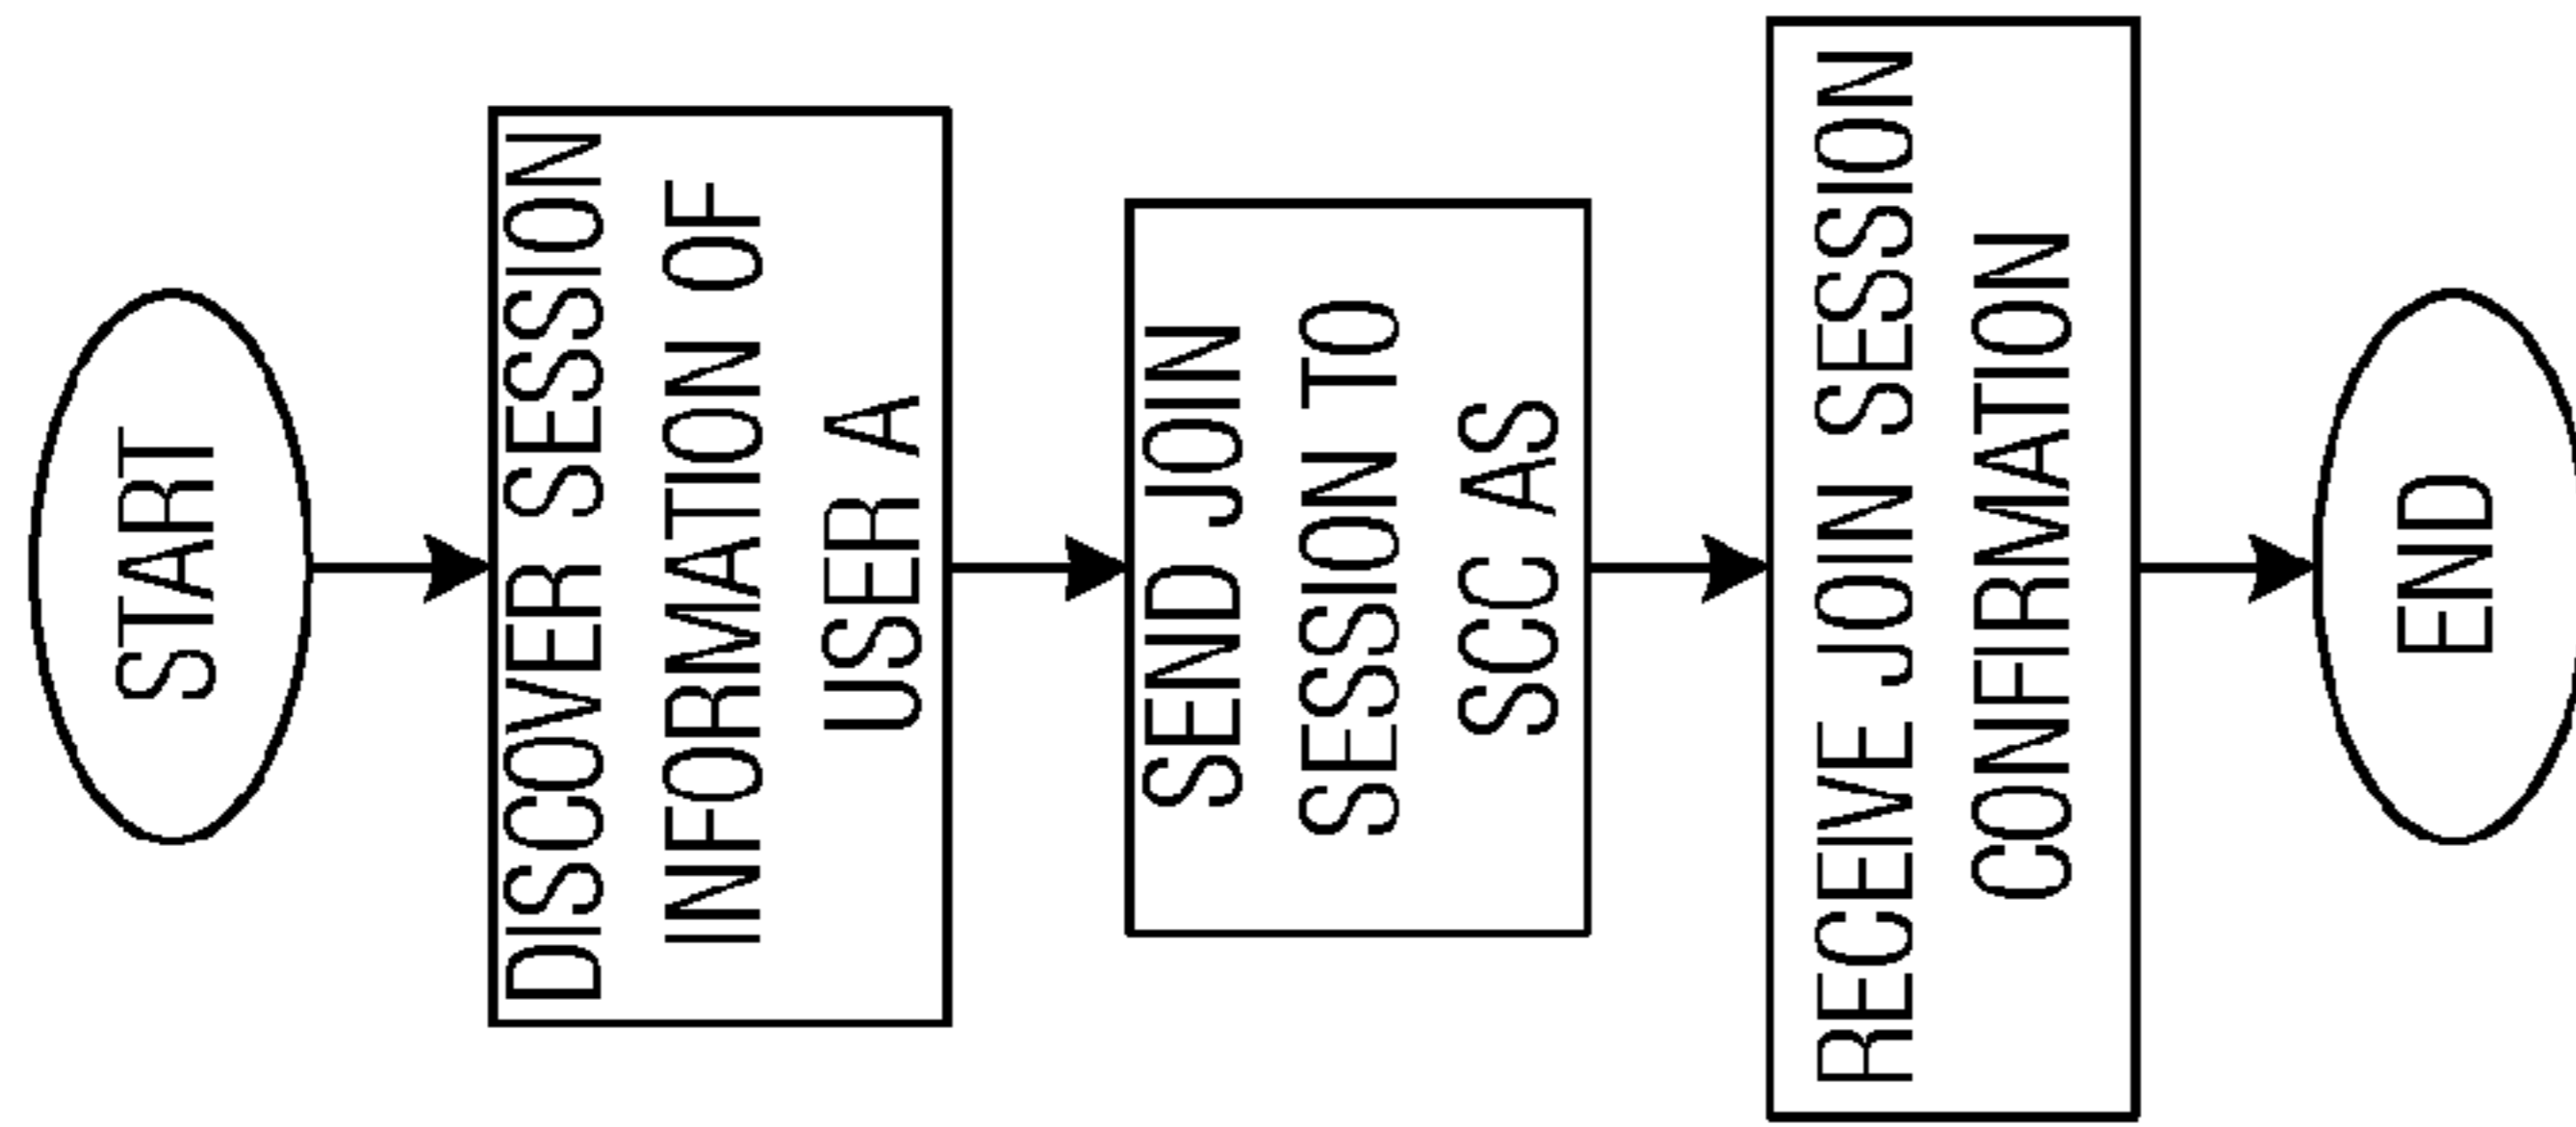 START
DISCOVER SESSION
INFORMATION OF
USER A
SEND JOIN
SESSION TO
SCC AS
RECEIVE JOIN SESSION
CONFIRMATION
END